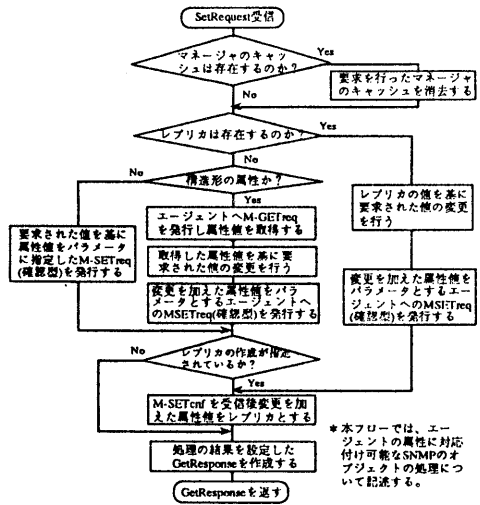 SetRequest受信
マネージャのキャッ
シュは存在するのか?
Yes
要求を行ったマネージャ
のキャッシュを消去する
No
レプリカは存在するのか?
Yes
No
構造形の属性か?
No
Yes
レプリカの値を基に
要求された値の変更を
行う
エージェントへM-GETreq
を発行し属性値を取得する
要求された値を基に
属性値をパラメータ
に指定したM-SETreq
(確認型)を発行する
取得した属性値を基に要
求された値の変更を行う
変更を加えた属性値を
パラメータとするエージェ
ントへのMSETreq
(確認型)を発行する
変更を加えた属性値をパラ
メータとするエージェントへ
のMSETreq(確認型)を発行する
レプリカの作成が指定
されているか?
No
Yes
M-SETcnfを受信後変更を加
えた属性値をレプリカとする
処理の結果を設定した
GetResponseを作成する
GetResponseを返す
*本フローでは、エージェ
ントの属性に対応
付け可能なSNMPのオ
ブジェクトの処理につ
いて記述する。